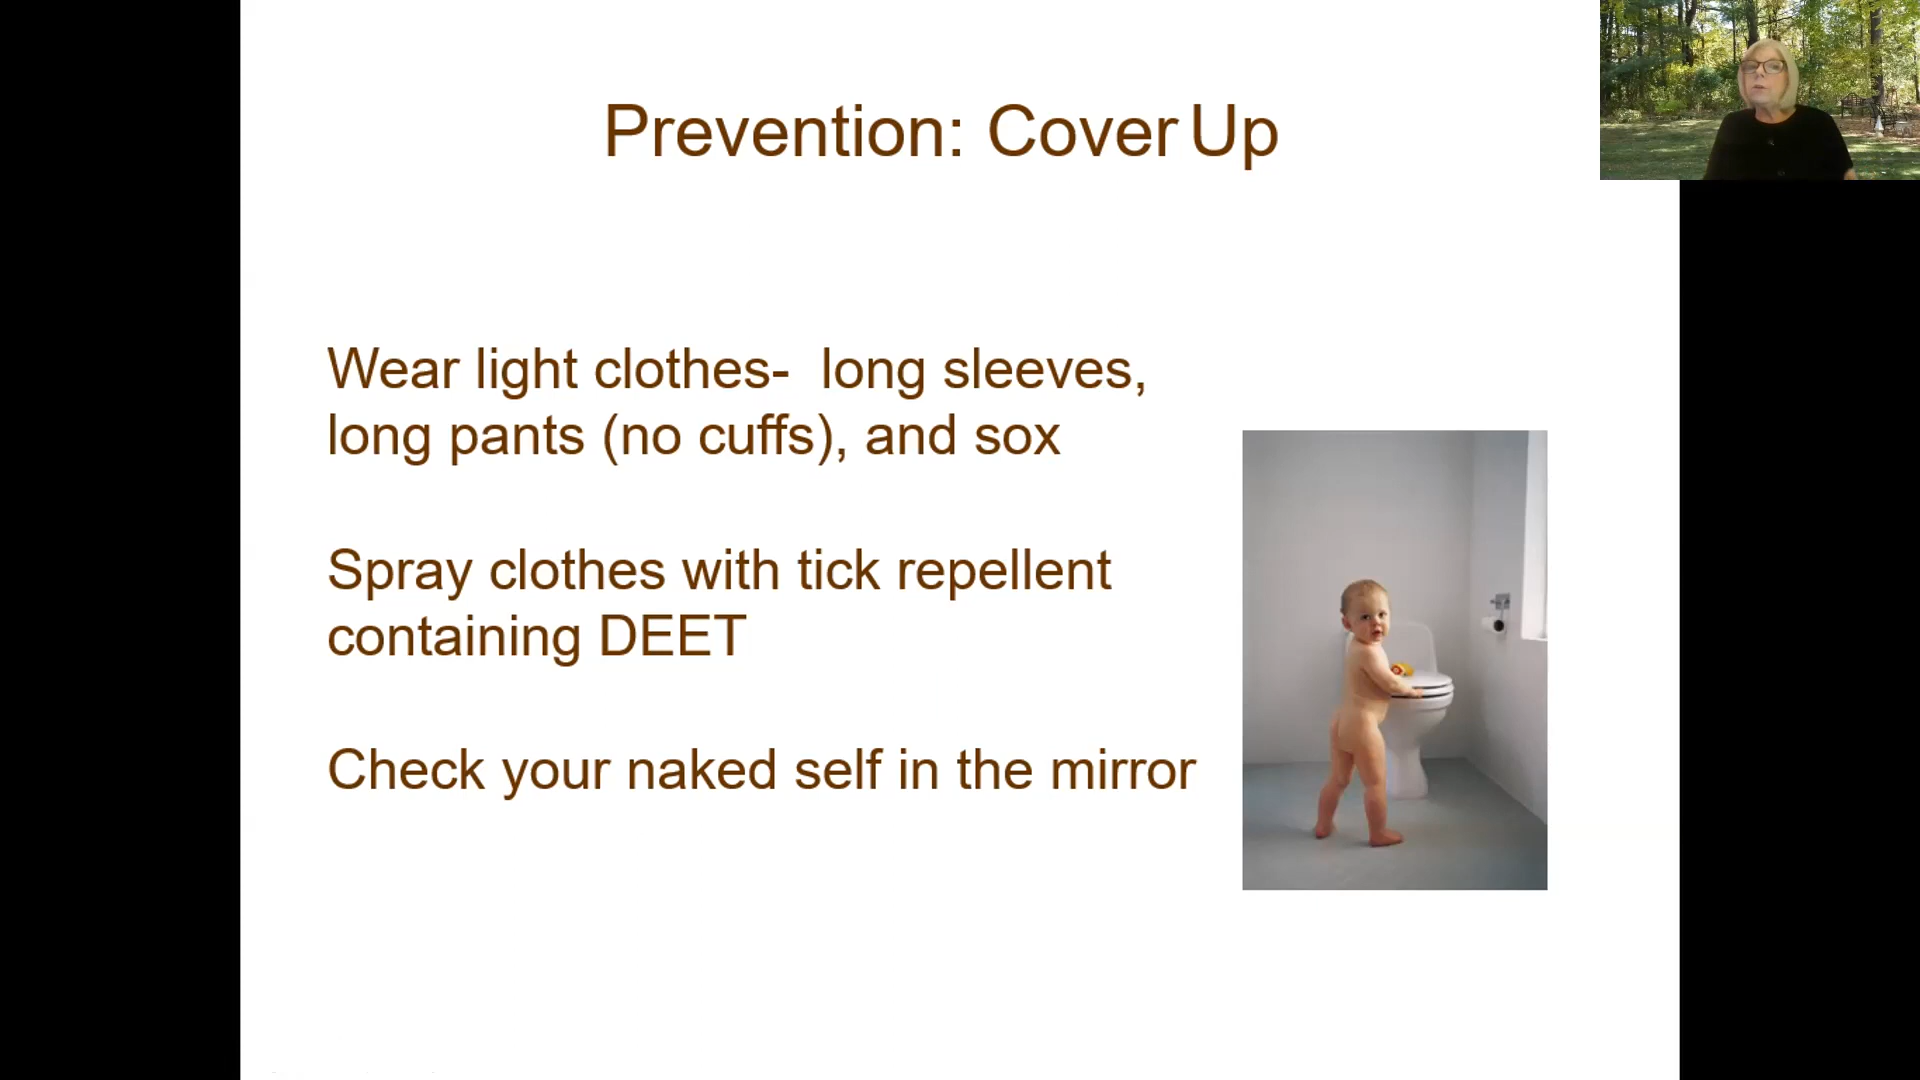 Prevention: Cover Up
Wear light clothes-  long sleeves,
long pants (no cuffs), and sox
Spray clothes with tick repellent
containing DEET
Check your naked self in the mirror